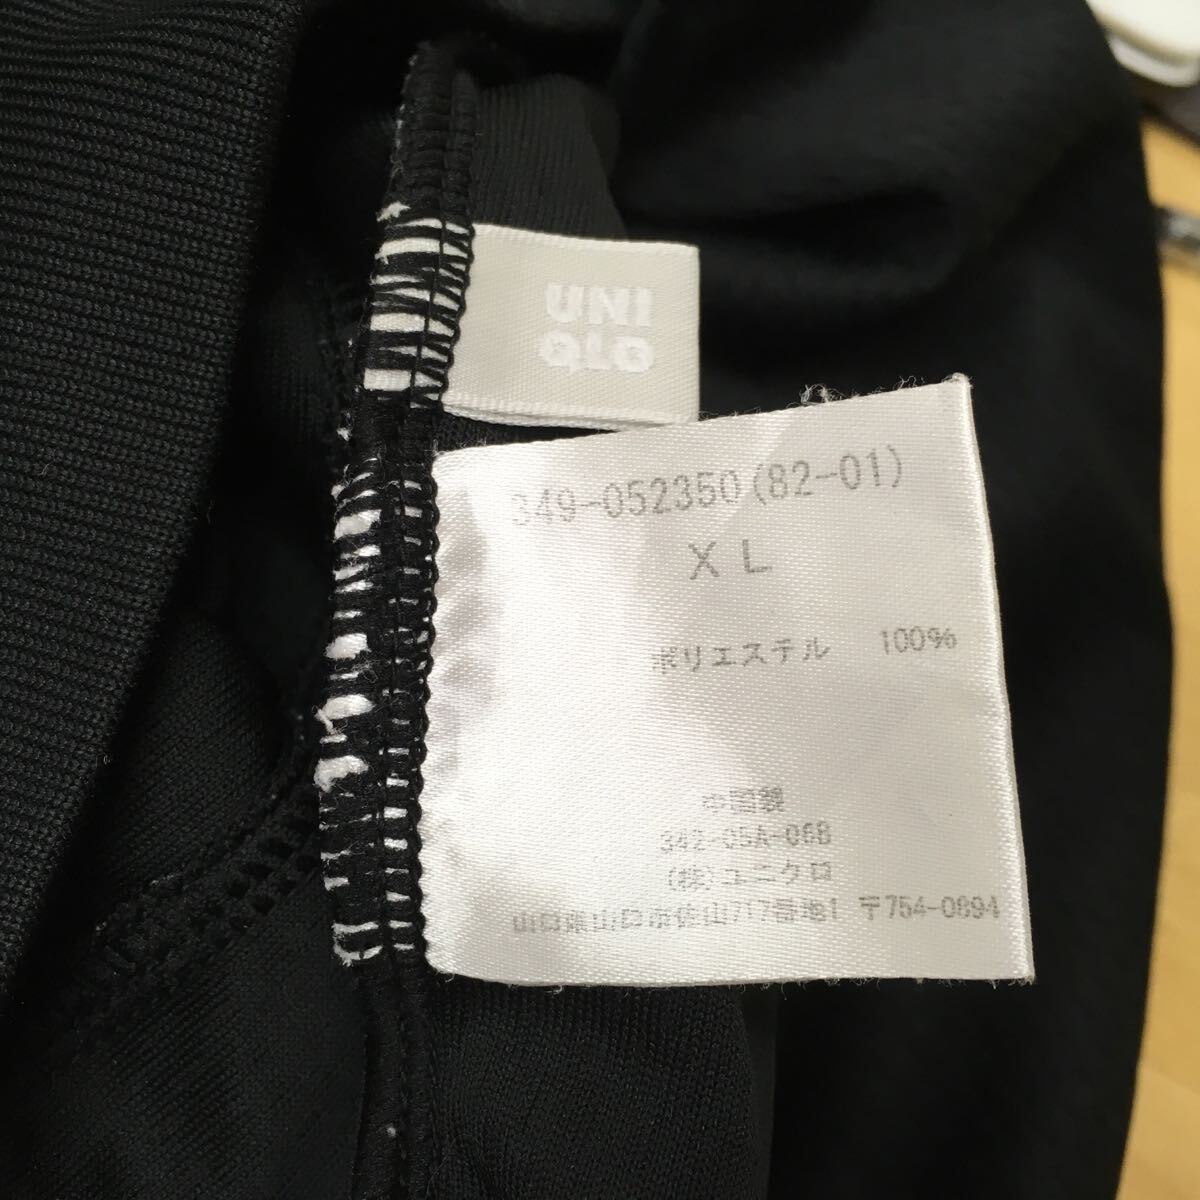 UNI
QLO
349-052350(82-01)
XL
ポリエステル 100%
中国製
342-05A-06B
(株)ユニクロ
山口県山口市佐山717番地1 〒754-0894